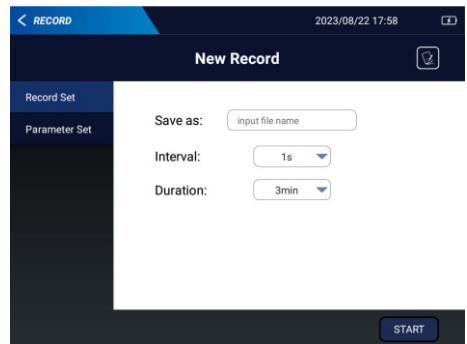 RECORD 2023/08/22 17:58
New Record
Record Set
Parameter Set
Save as: input file name
Interval: 1s
Duration: 3min
START